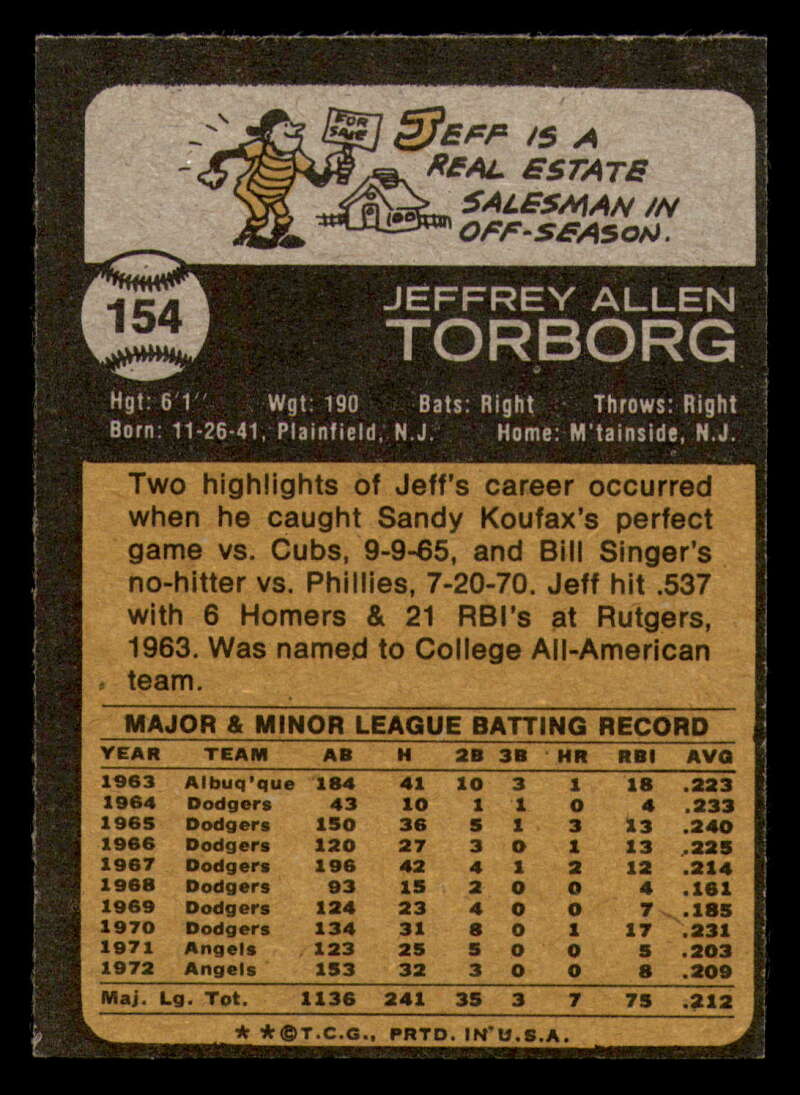 FOR
SALE
JEFF IS A
REAL ESTATE
SALESMAN IN
OFF-SEASON.
154
JEFFREY ALLEN
TORBORG
Hgt: 6'1" Wgt: 190 Bats: Right Throws: Right
Born: 11-26-41, Plainfield, N.J. Home: M'tainside, N.J.
Two highlights of Jeff's career occurred
when he caught Sandy Koufax's perfect
game vs. Cubs, 9-9-65, and Bill Singer's
no-hitter vs. Phillies, 7-20-70. Jeff hit .537
with 6 Homers & 21 RBI's at Rutgers,
1963. Was named to College All-American
team.
MAJOR & MINOR LEAGUE BATTING RECORD
YEAR TEAM AB H 2B 3B HR RBI AVG
1963 Albuq'que 184 41 10 3 1 18 .223
1964 Dodgers 43 10 1 1 0 4 .233
1965 Dodgers 150 36 5 1 3 13 .240
1966 Dodgers 120 27 3 0 1 13 .225
1967 Dodgers 196 42 4 1 2 12 .214
1968 Dodgers 93 15 2 0 0 4 .161
1969 Dodgers 124 23 4 0 0 7 .185
1970 Dodgers 134 31 8 0 1 17 .231
1971 Angels 123 25 5 0 0 5 .203
1972 Angels 153 32 3 0 0 8 .209
Maj. Lg. Tot. 1136 241 35 3 7 75 .212
* *©T.C.G., PRTD. IN U.S.A.